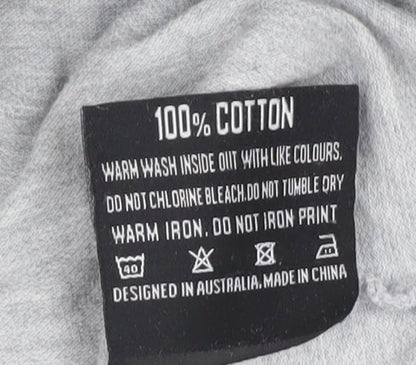 100% COTTON
WARM WASH INSIDE OUT WITH LIKE COLOURS.
DO NOT CHLORINE BLEACH.DO NOT TUMBLE DRY
WARM IRON. DO NOT IRON PRINT
40
DESIGNED IN AUSTRALIA.MADE IN CHINA